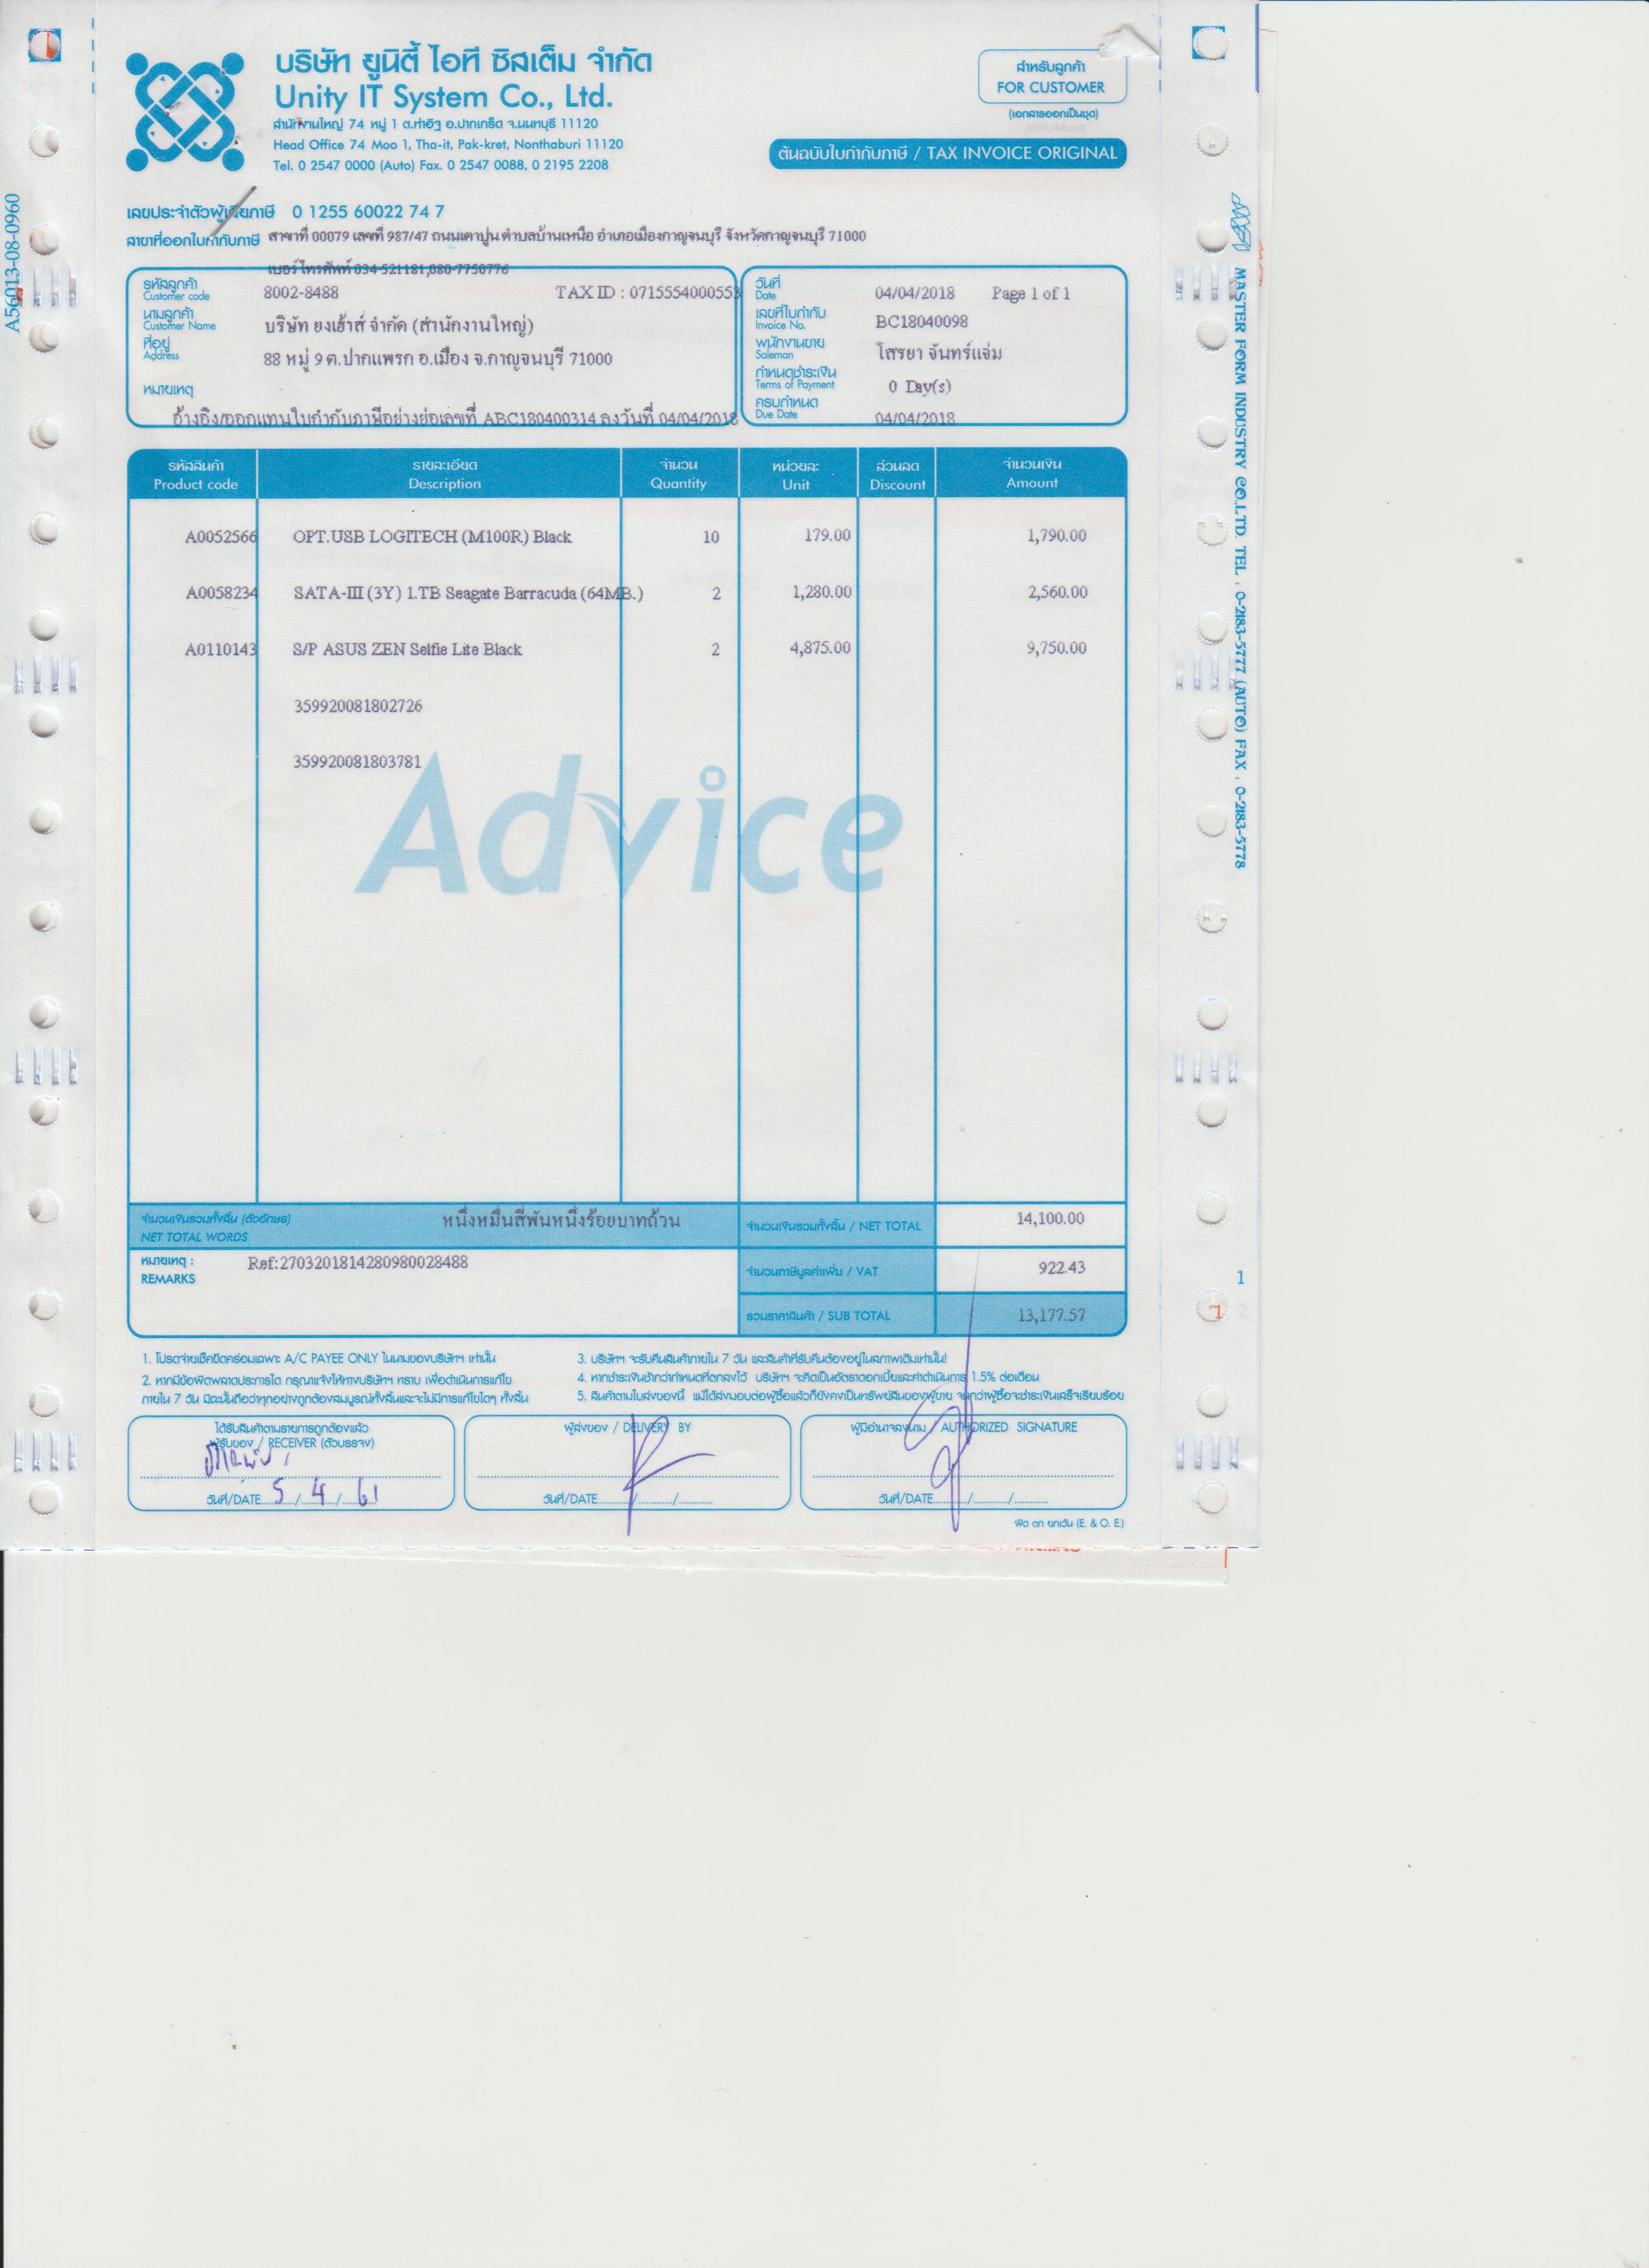 บริษัท ยูนิตี้ ไอที ซิสเต็ม จำกัด
Unity IT System Co., Ltd.
สำนักงานใหญ่ 74 หมู่ 1 ต.ท่าอิฐ อ.ปากเกร็ด จ.นนทบุรี 11120
Head Office 74 Moo 1, Tha-it, Pak-kret, Nonthaburi 11120
Tel. 0 2547 0000 (Auto) Fax. 0 2547 0088, 0 2195 2208
สำหรับลูกค้า
FOR CUSTOMER
(เอกสารออกเป็นชุด)
ต้นฉบับใบกำกับภาษี / TAX INVOICE ORIGINAL
A56013-08-0960
เลขประจำตัวผู้เสียภาษี 0 1255 60022 74 7
สาขาที่ออกใบกำกับภาษี สาขาที่ 00079 เลขที่ 987/47 ถนนเตาปูน ตำบลบ้านเหนือ อำเภอเมืองกาญจนบุรี จังหวัดกาญจนบุรี 71000
เบอร์โทรศัพท์ 034-521181,080-7750776
รหัสลูกค้า
Customer code
8002-8488 TAX ID : 0715554000553
นามลูกค้า
Customer Name
บริษัท ยงเฮ้าส์ จำกัด (สำนักงานใหญ่)
ที่อยู่
Address
88 หมู่ 9 ต.ปากแพรก อ.เมือง จ.กาญจนบุรี 71000
หมายเหตุ
อ้างอิง/ออกแทนใบกำกับภาษีอย่างย่อเลขที่ ABC180400314 ลงวันที่ 04/04/2018
วันที่
Date
04/04/2018 Page 1 of 1
เลขที่ใบกำกับ
Invoice No.
BC18040098
พนักงานขาย
Saleman
โสรยา จันทร์แจ่ม
กำหนดชำระเงิน
Terms of Payment
0 Day(s)
ครบกำหนด
Due Date
04/04/2018
รหัสสินค้า รายละเอียด จำนวน หน่วยละ ส่วนลด จำนวนเงิน
Product code Description Quantity Unit Discount Amount
A0052566 OPT.USB LOGITECH (M100R) Black 10 179.00 1,790.00
A0058234 SATA-III (3Y) 1.TB Seagate Barracuda (64MB.) 2 1,280.00 2,560.00
A0110143 S/P ASUS ZEN Selfie Lite Black 2 4,875.00 9,750.00
359920081802726
359920081803781
Advice
จำนวนเงินรวมทั้งสิ้น (ตัวอักษร)
NET TOTAL WORDS
หนึ่งหมื่นสี่พันหนึ่งร้อยบาทถ้วน
จำนวนเงินรวมทั้งสิ้น / NET TOTAL 14,100.00
หมายเหตุ :
REMARKS
Ref:2703201814280980028488
จำนวนภาษีมูลค่าเพิ่ม / VAT 922.43
รวมราคาสินค้า / SUB TOTAL 13,177.57
1. โปรดจ่ายเช็คขีดคร่อมเฉพาะ A/C PAYEE ONLY ในนามของบริษัทฯ เท่านั้น
2. หากมีข้อผิดพลาดประการใด กรุณาแจ้งให้ทางบริษัทฯ ทราบ เพื่อดำเนินการแก้ไข
ภายใน 7 วัน มิฉะนั้นถือว่าทุกอย่างถูกต้องสมบูรณ์ทั้งสิ้นและจะไม่มีการแก้ไขใดๆ ทั้งสิ้น
3. บริษัทฯ จะรับคืนสินค้าภายใน 7 วัน และสินค้าที่รับคืนต้องอยู่ในสภาพเดิมเท่านั้น!
4. หากชำระเงินช้ากว่ากำหนดที่ตกลงไว้ บริษัทฯ จะคิดเป็นอัตราดอกเบี้ยและค่าดำเนินการ 1.5% ต่อเดือน
5. สินค้าตามใบส่งของนี้ แม้ได้ส่งมอบต่อผู้ซื้อแล้วก็ยังคงเป็นทรัพย์สินของผู้ขาย จนกว่าผู้ซื้อจะชำระเงินเสร็จเรียบร้อย
ได้รับสินค้าตามรายการถูกต้องแล้ว
ผู้รับของ / RECEIVER (ตัวบรรจง)
วันที่/DATE 5 / 4 / 61
ผู้ส่งของ / DELIVERY BY
วันที่/DATE............/............/............
ผู้มีอำนาจลงนาม / AUTHORIZED SIGNATURE
วันที่/DATE............/............/............
ผิด ตก ยกเว้น (E. & O. E.)
MASTER FORM INDUSTRY CO.,LTD. TEL . 0-2183-5777 (AUTO) FAX . 0-2183-5778
1